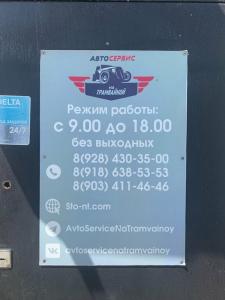 АВТОСЕРВИС
НА
ТРАМВАЙНОЙ
Режим работы:
с 9.00 до 18.00
без выходных
8(928) 430-35-00
8(918) 638-53-53
8(903) 411-46-46
Sto-nt.com
AvtoServiceNaTramvainoy
avtoservicenatramvainoy
DELTA
24/7